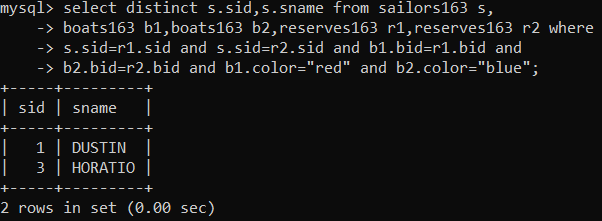 mysql> select distinct s.sid,s.sname from sailors163 s,
    -> boats163 b1,boats163 b2,reserves163 r1,reserves163 r2 where
    -> s.sid=r1.sid and s.sid=r2.sid and b1.bid=r1.bid and
    -> b2.bid=r2.bid and b1.color="red" and b2.color="blue";
+-----+---------+
| sid | sname   |
+-----+---------+
|   1 | DUSTIN  |
|   3 | HORATIO |
+-----+---------+
2 rows in set (0.00 sec)